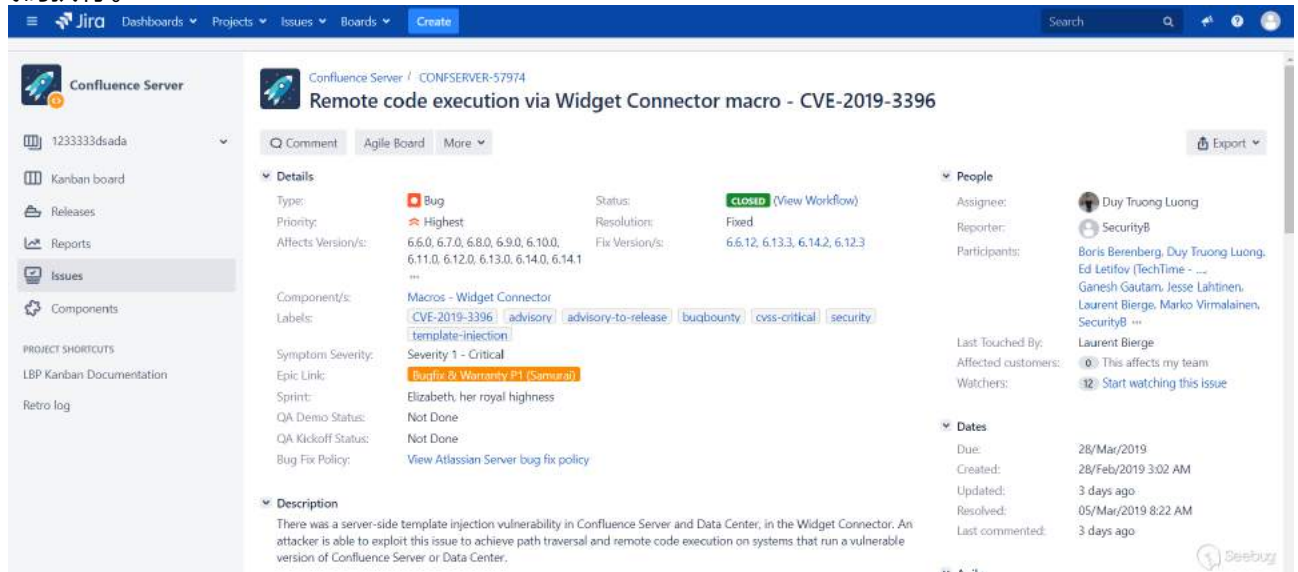 Jira Dashboards Projects Issues Boards Create Search
Confluence Server
1233333dsada
Kanban board
Releases
Reports
Issues
Components
PROJECT SHORTCUTS
LBP Kanban Documentation
Retro log
Confluence Server / CONFSERVER-57974
Remote code execution via Widget Connector macro - CVE-2019-3396
Comment Agile Board More Export
Details
Type: Bug Status: CLOSED (View Workflow)
Priority: Highest Resolution: Fixed
Affects Version/s: 6.6.0, 6.7.0, 6.8.0, 6.9.0, 6.10.0, Fix Version/s: 6.6.12, 6.13.3, 6.14.2, 6.12.3
6.11.0, 6.12.0, 6.13.0, 6.14.0, 6.14.1
...
Component/s: Macros - Widget Connector
Labels: CVE-2019-3396 advisory advisory-to-release bugbounty cvss-critical security
template-injection
Symptom Severity: Severity 1 - Critical
Epic Link: Bugfix & Warranty P1 (Samurai)
Sprint: Elizabeth, her royal highness
QA Demo Status: Not Done
QA Kickoff Status: Not Done
Bug Fix Policy: View Atlassian Server bug fix policy
Description
There was a server-side template injection vulnerability in Confluence Server and Data Center, in the Widget Connector. An
attacker is able to exploit this issue to achieve path traversal and remote code execution on systems that run a vulnerable
version of Confluence Server or Data Center.
People
Assignee: Duy Truong Luong
Reporter: SecurityB
Participants: Boris Berenberg, Duy Truong Luong,
Ed Letifov (TechTime - ...,
Ganesh Gautam, Jesse Lahtinen,
Laurent Bierge, Marko Virmalainen,
SecurityB ...
Last Touched By: Laurent Bierge
Affected customers: 0 This affects my team
Watchers: 12 Start watching this issue
Dates
Due: 28/Mar/2019
Created: 28/Feb/2019 3:02 AM
Updated: 3 days ago
Resolved: 05/Mar/2019 8:22 AM
Last commented: 3 days ago
Seebug